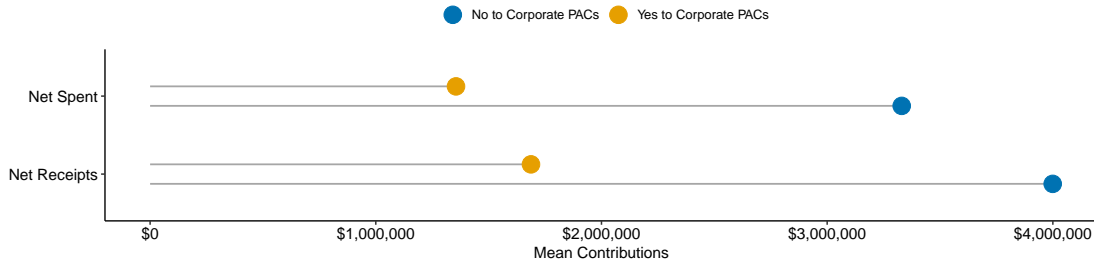 No to Corporate PACs Yes to Corporate PACs
Net Spent
Net Receipts
$0 $1,000,000 $2,000,000 $3,000,000 $4,000,000
Mean Contributions